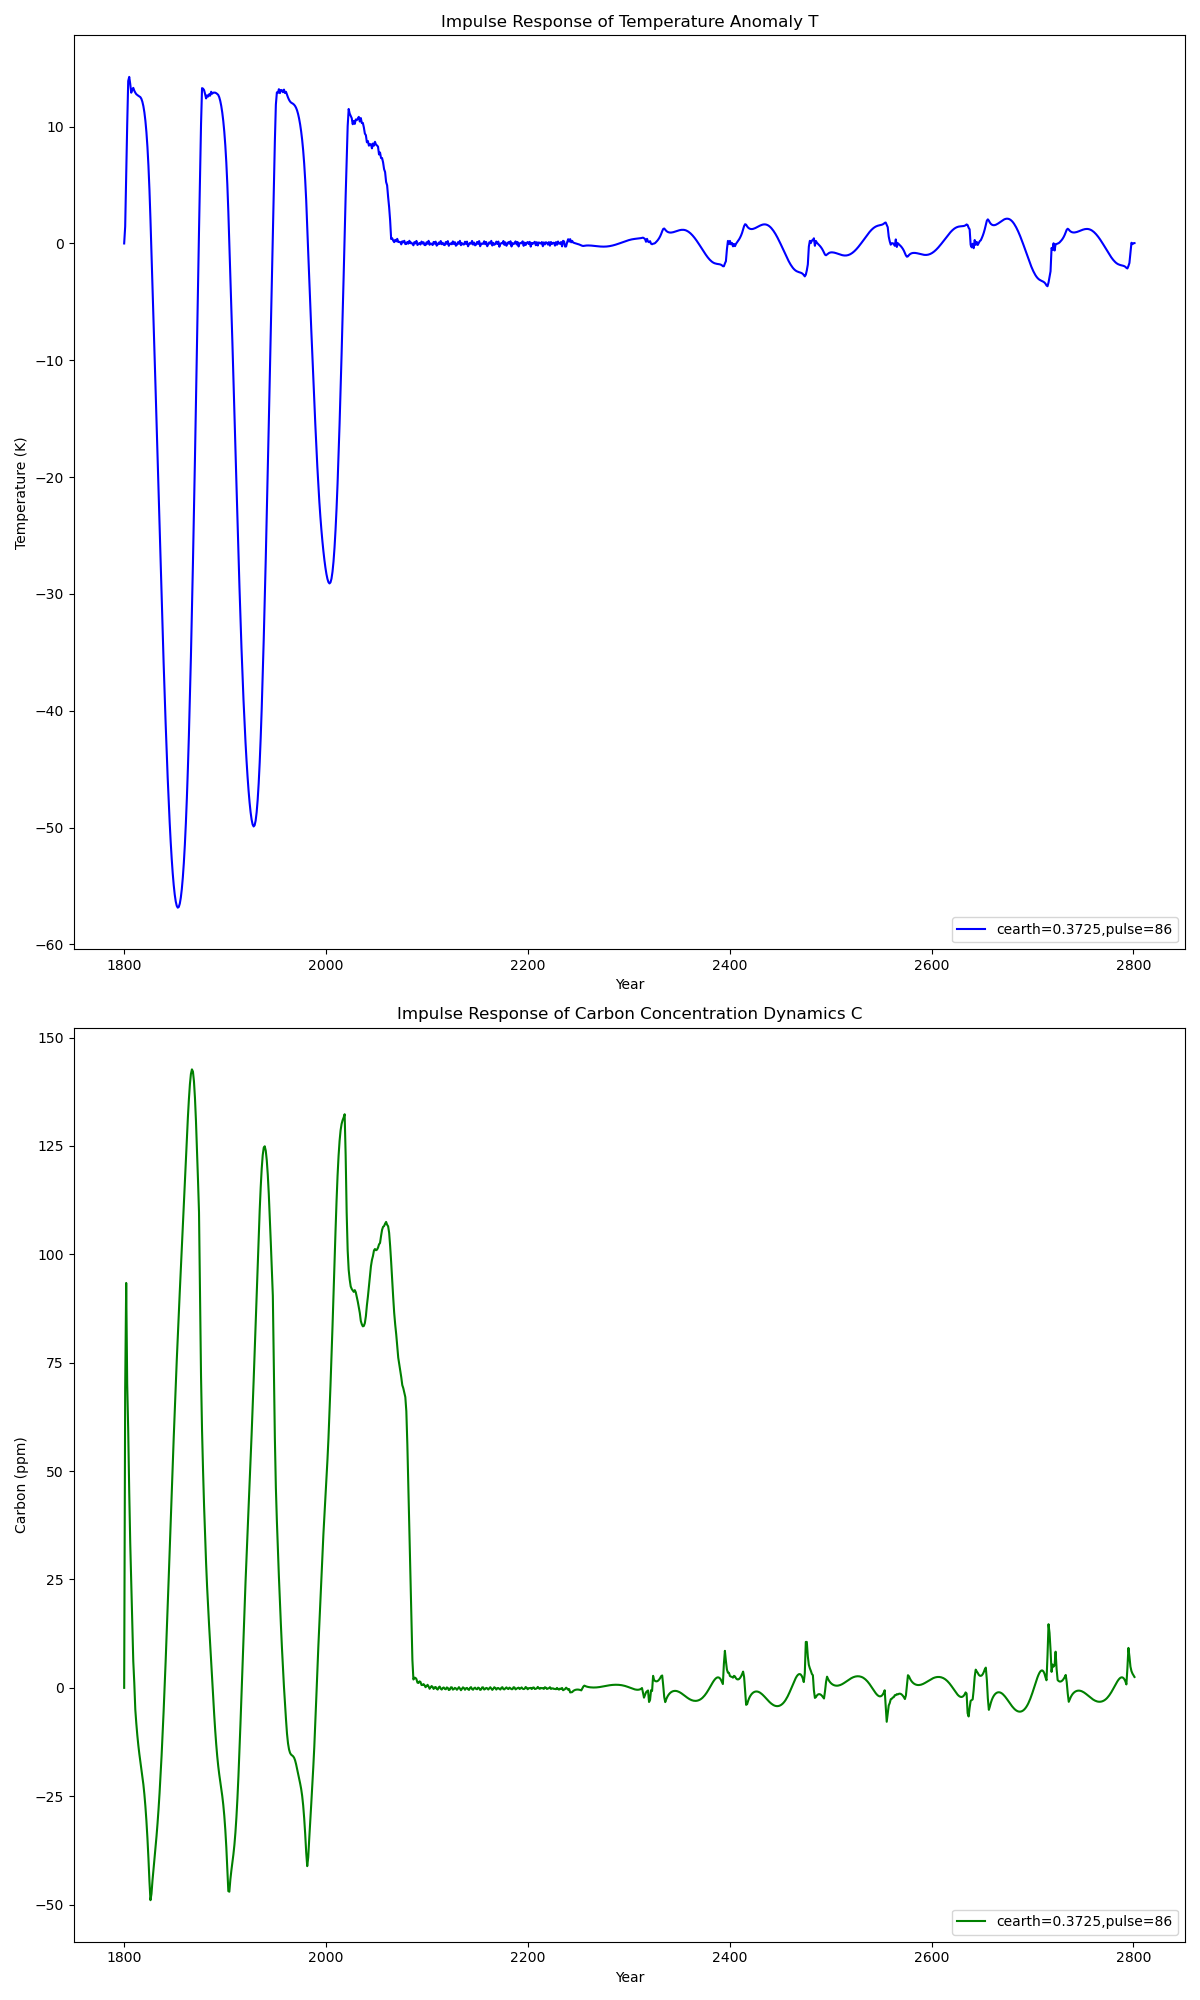 Impulse Response of Temperature Anomaly T
Temperature (K)
10
0
−10
−20
−30
−40
−50
−60
cearth=0.3725,pulse=86
1800 2000 2200 2400 2600 2800
Year
Impulse Response of Carbon Concentration Dynamics C
Carbon (ppm)
150
125
100
75
50
25
0
−25
−50
cearth=0.3725,pulse=86
1800 2000 2200 2400 2600 2800
Year